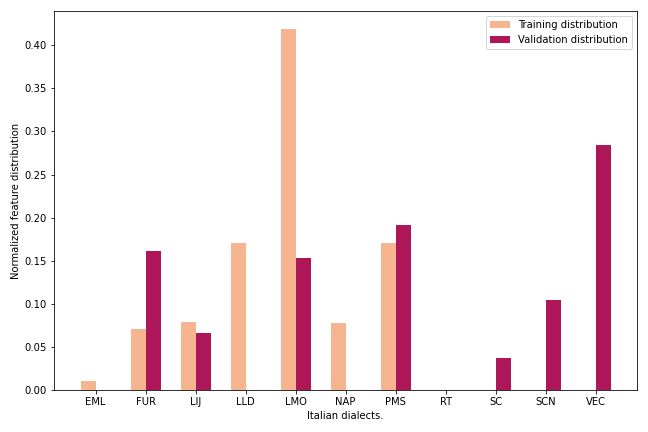 Training distribution
Validation distribution
Normalized feature distribution
0.40
0.35
0.30
0.25
0.20
0.15
0.10
0.05
0.00
EML FUR LIJ LLD LMO NAP PMS RT SC SCN VEC
Italian dialects.